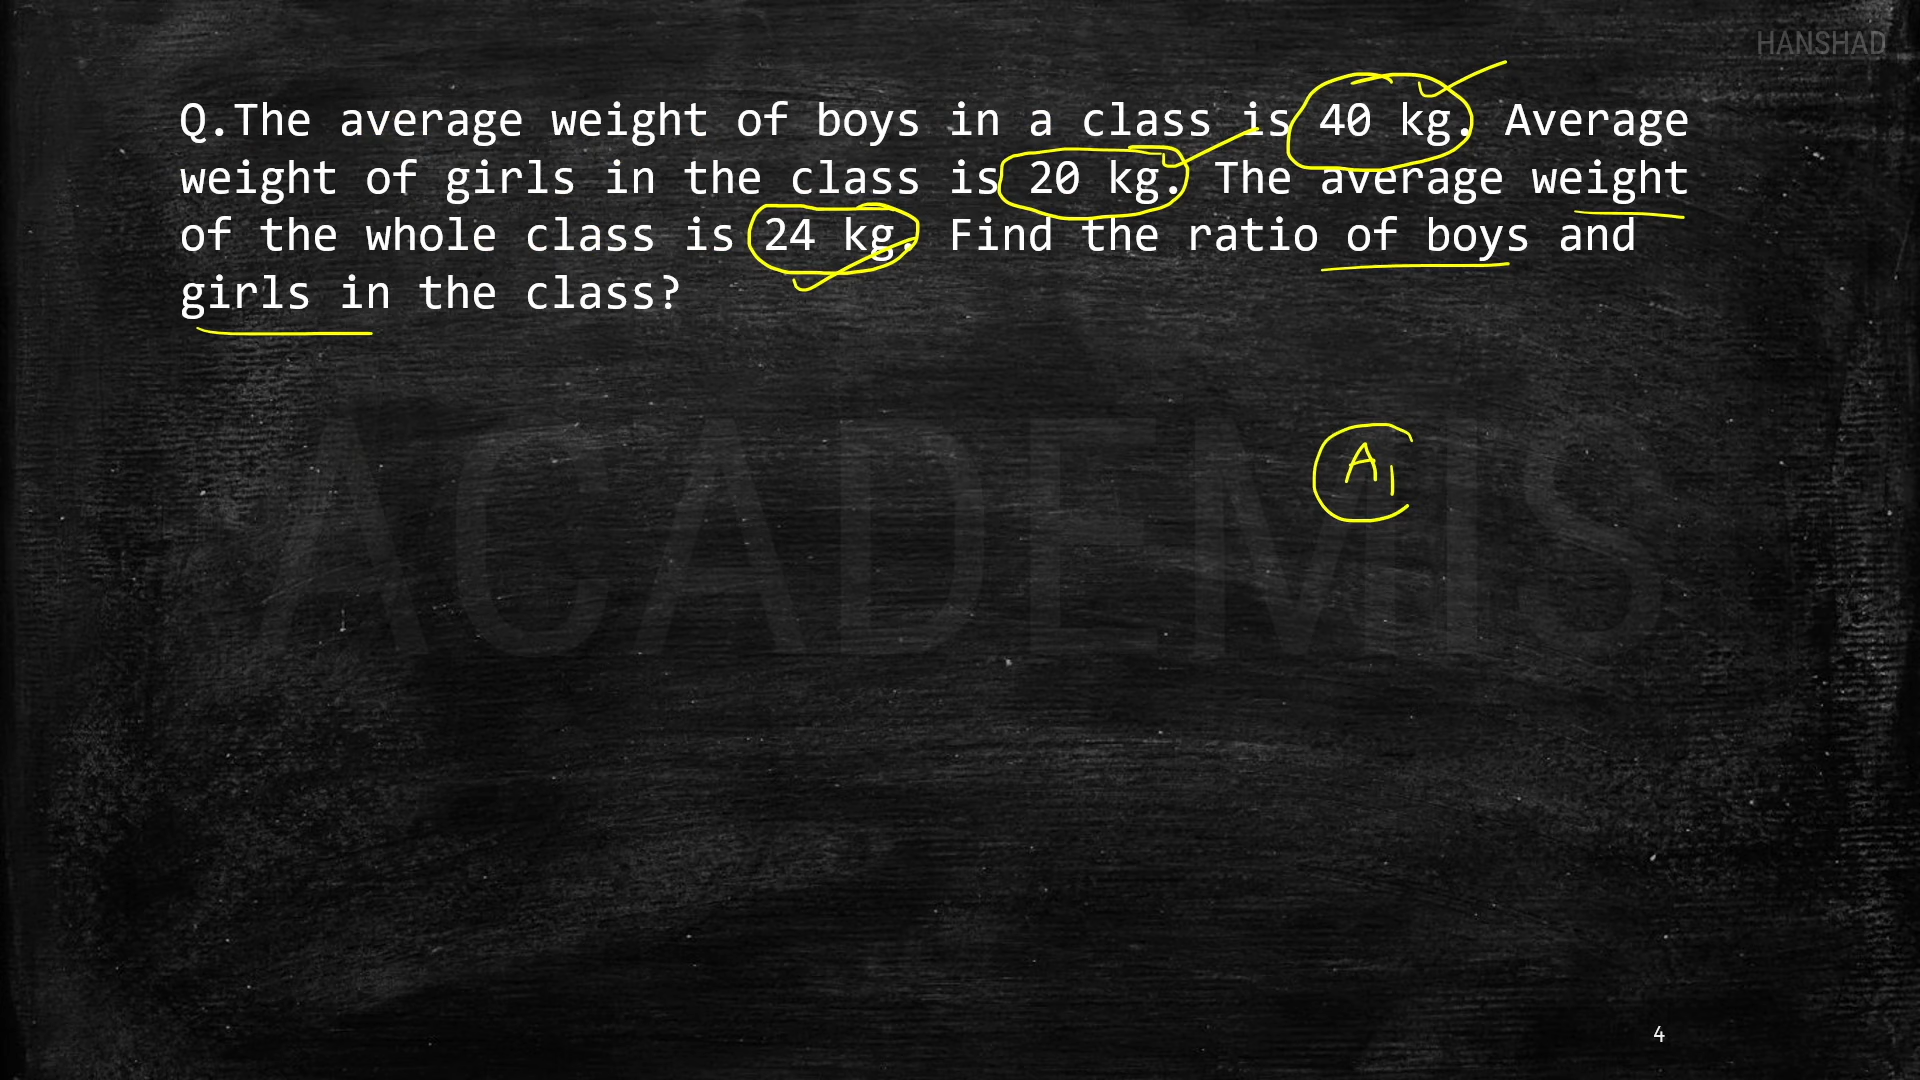 HANSHAD
Q.The average weight of boys in a class is 40 kg. Average
weight of girls in the class is 20 kg. The average weight
of the whole class is 24 kg. Find the ratio of boys and
girls in the class?
A1
ACADEMIS
4